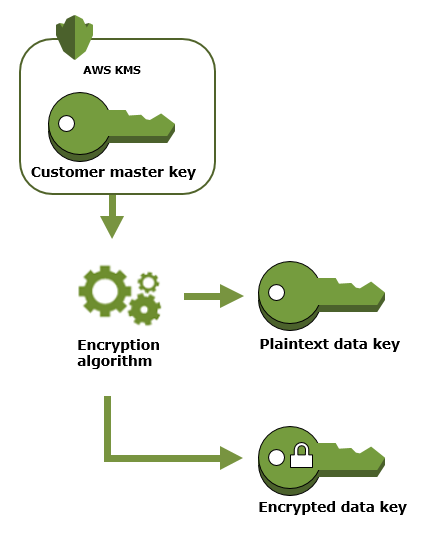 AWS KMS
Customer master key
Encryption
algorithm
Plaintext data key
Encrypted data key